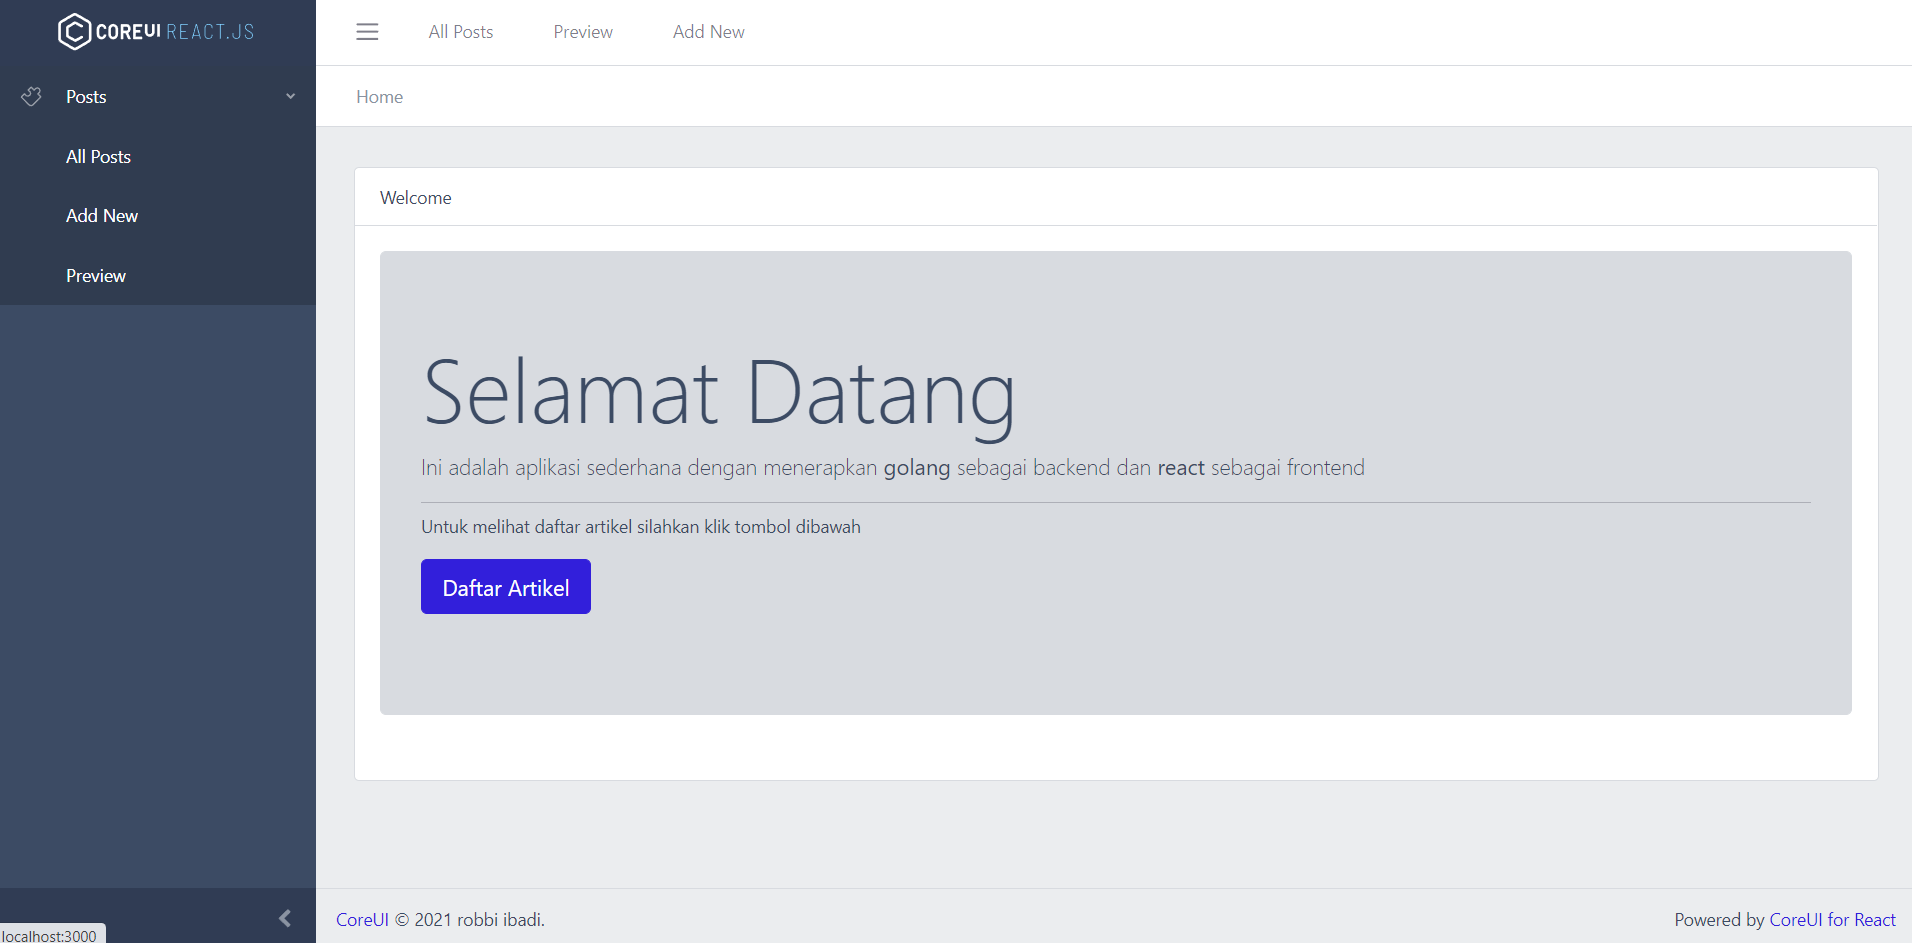 COREUI REACT.JS
Posts
All Posts
Add New
Preview
All Posts Preview Add New
Home
Welcome
Selamat Datang
Ini adalah aplikasi sederhana dengan menerapkan golang sebagai backend dan react sebagai frontend
Untuk melihat daftar artikel silahkan klik tombol dibawah
Daftar Artikel
CoreUI © 2021 robbi ibadi.
Powered by CoreUI for React
localhost:3000